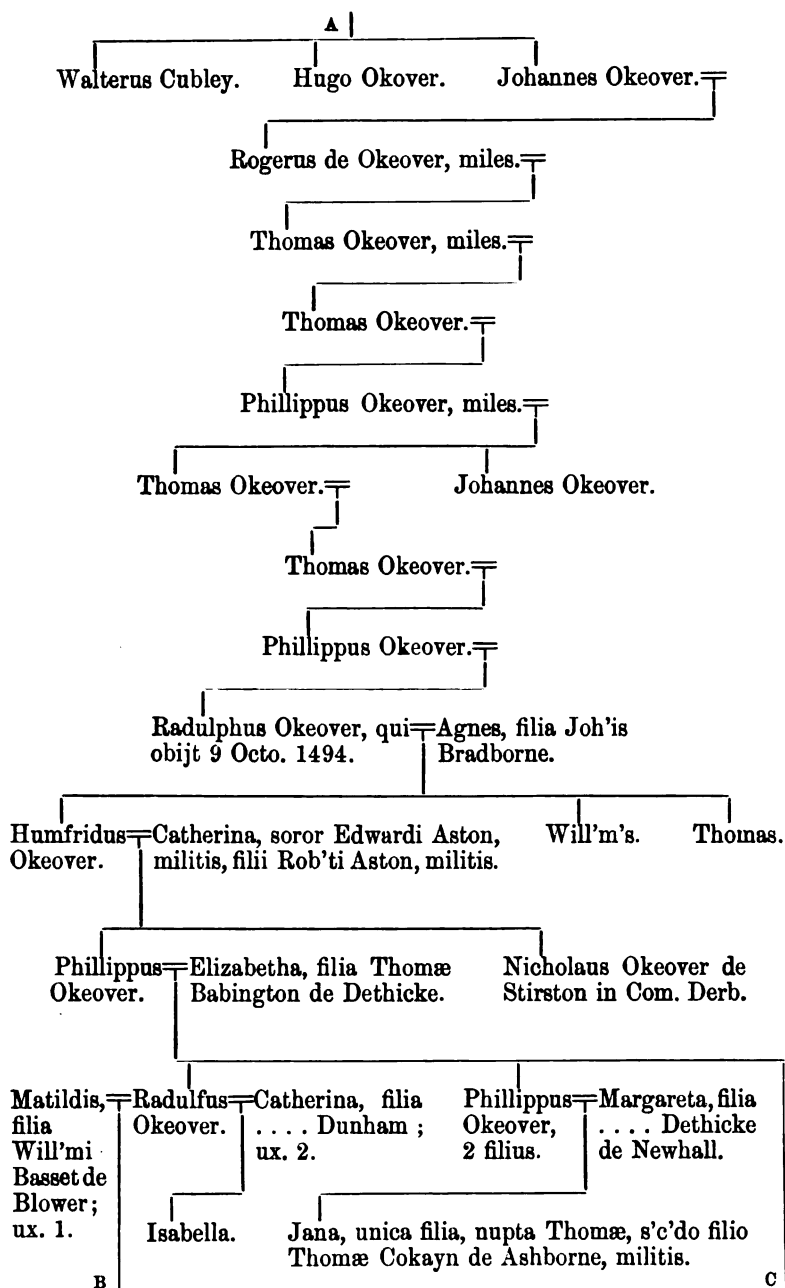 A
Walterus Cubley. Hugo Okover. Johannes Okeover.
Rogerus de Okeover, miles.
Thomas Okeover, miles.
Thomas Okeover.
Phillippus Okeover, miles.
Thomas Okeover. Johannes Okeover.
Thomas Okeover.
Phillippus Okeover.
Radulphus Okeover, qui
obijt 9 Octo. 1494.
Agnes, filia Joh'is
Bradborne.
Humfridus
Okeover.
Catherina, soror Edwardi Aston,
militis, filii Rob'ti Aston, militis.
Will'm's. Thomas.
Phillippus
Okeover.
Elizabetha, filia Thomæ
Babington de Dethicke.
Nicholaus Okeover de
Stirston in Com. Derb.
Matildis,
filia
Will'mi
Basset de
Blower;
ux. 1.
Radulfus
Okeover.
Catherina, filia
.... Dunham ;
ux. 2.
Phillippus
Okeover,
2 filius.
Margareta, filia
.... Dethicke
de Newhall.
Isabella.
Jana, unica filia, nupta Thomæ, s'c'do filio
Thomæ Cokayn de Ashborne, militis.
B C